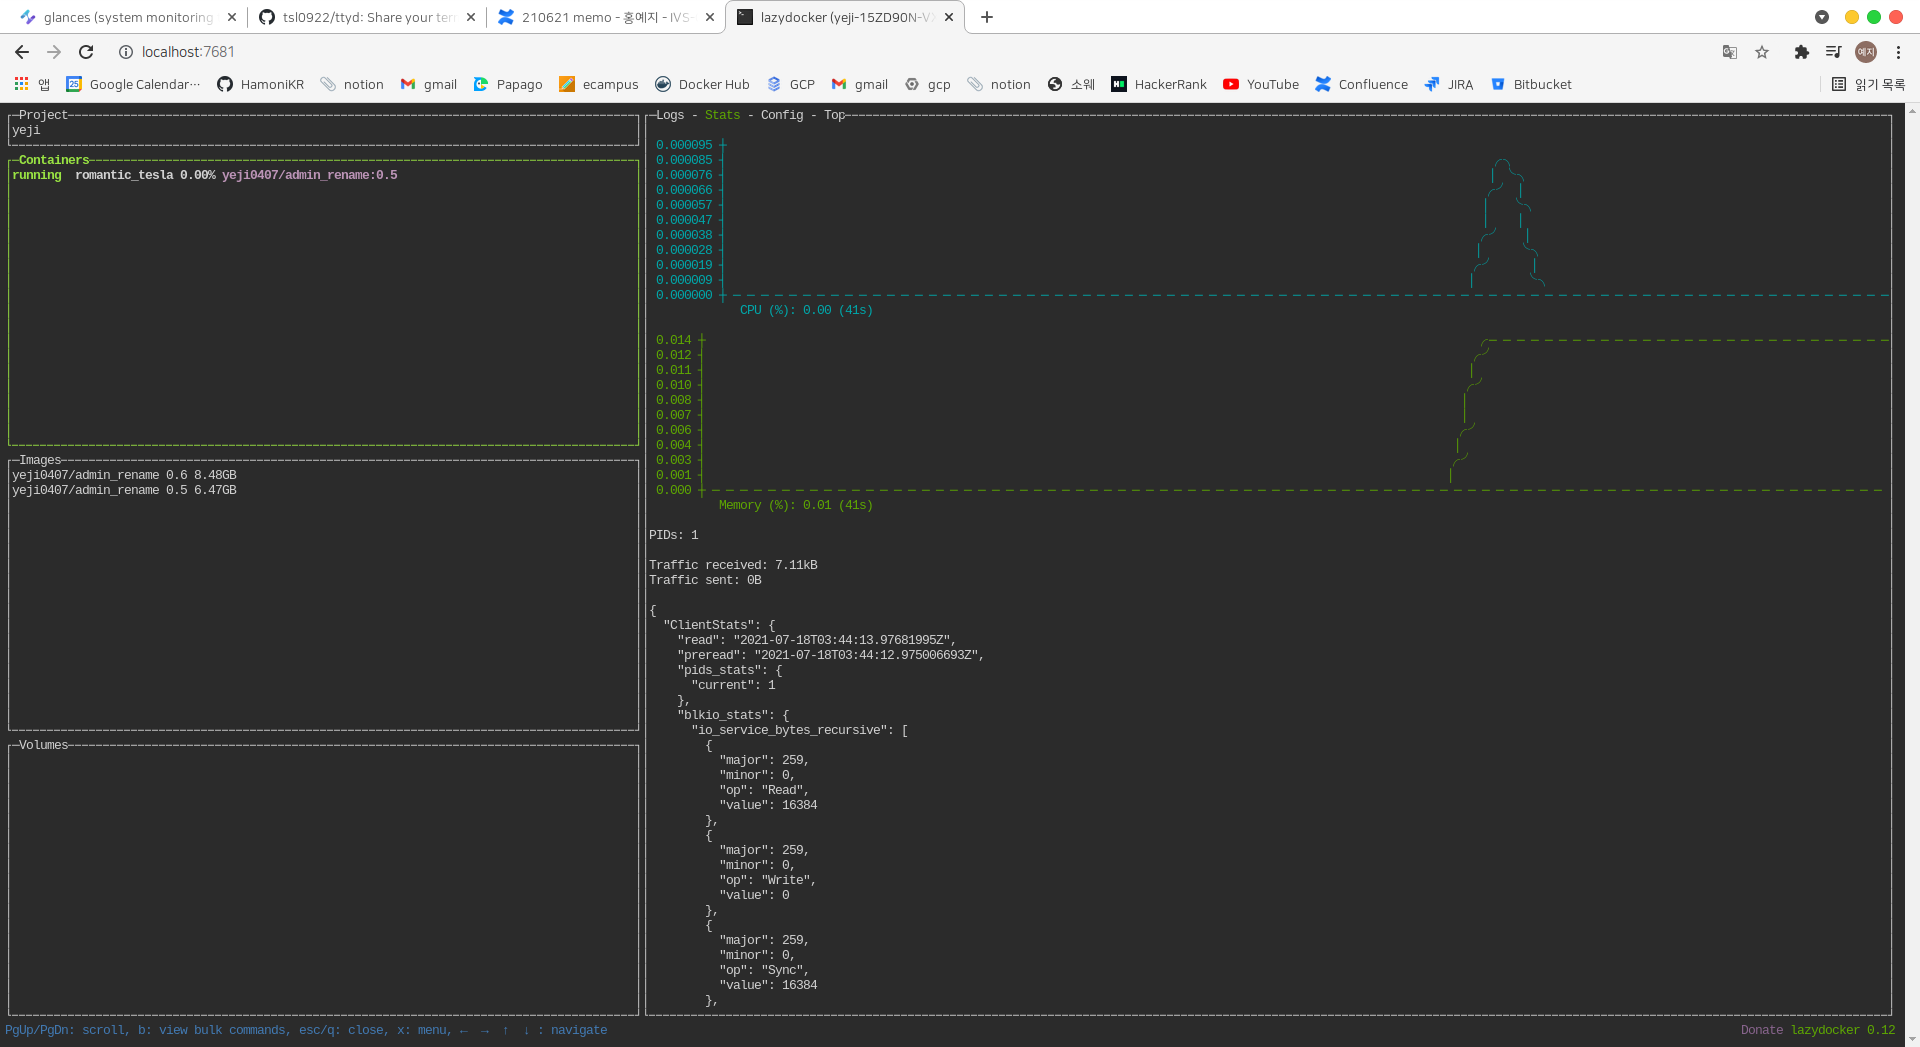 glances (system monitoring
tsl0922/ttyd: Share your ter
210621 memo - 홍예지 - IVS-
lazydocker (yeji-15ZD90N-VX
localhost:7681
예지
앱
Google Calendar…
HamoniKR
notion
gmail
Papago
ecampus
Docker Hub
GCP
gmail
gcp
notion
소웨
HackerRank
YouTube
Confluence
JIRA
Bitbucket
읽기 목록
Project
yeji
Containers
running romantic_tesla 0.00% yeji0407/admin_rename:0.5
Images
yeji0407/admin_rename 0.6 8.48GB
yeji0407/admin_rename 0.5 6.47GB
Volumes
Logs - Stats - Config - Top
0.000095
0.000085
0.000076
0.000066
0.000057
0.000047
0.000038
0.000028
0.000019
0.000009
0.000000
CPU (%): 0.00 (41s)
0.014
0.012
0.011
0.010
0.008
0.007
0.006
0.004
0.003
0.001
0.000
Memory (%): 0.01 (41s)
PIDs: 1
Traffic received: 7.11kB
Traffic sent: 0B
{
"ClientStats": {
"read": "2021-07-18T03:44:13.97681995Z",
"preread": "2021-07-18T03:44:12.975006693Z",
"pids_stats": {
"current": 1
},
"blkio_stats": {
"io_service_bytes_recursive": [
{
"major": 259,
"minor": 0,
"op": "Read",
"value": 16384
},
{
"major": 259,
"minor": 0,
"op": "Write",
"value": 0
},
{
"major": 259,
"minor": 0,
"op": "Sync",
"value": 16384
},
PgUp/PgDn: scroll, b: view bulk commands, esc/q: close, x: menu, ← → ↑ ↓ : navigate
Donate lazydocker 0.12